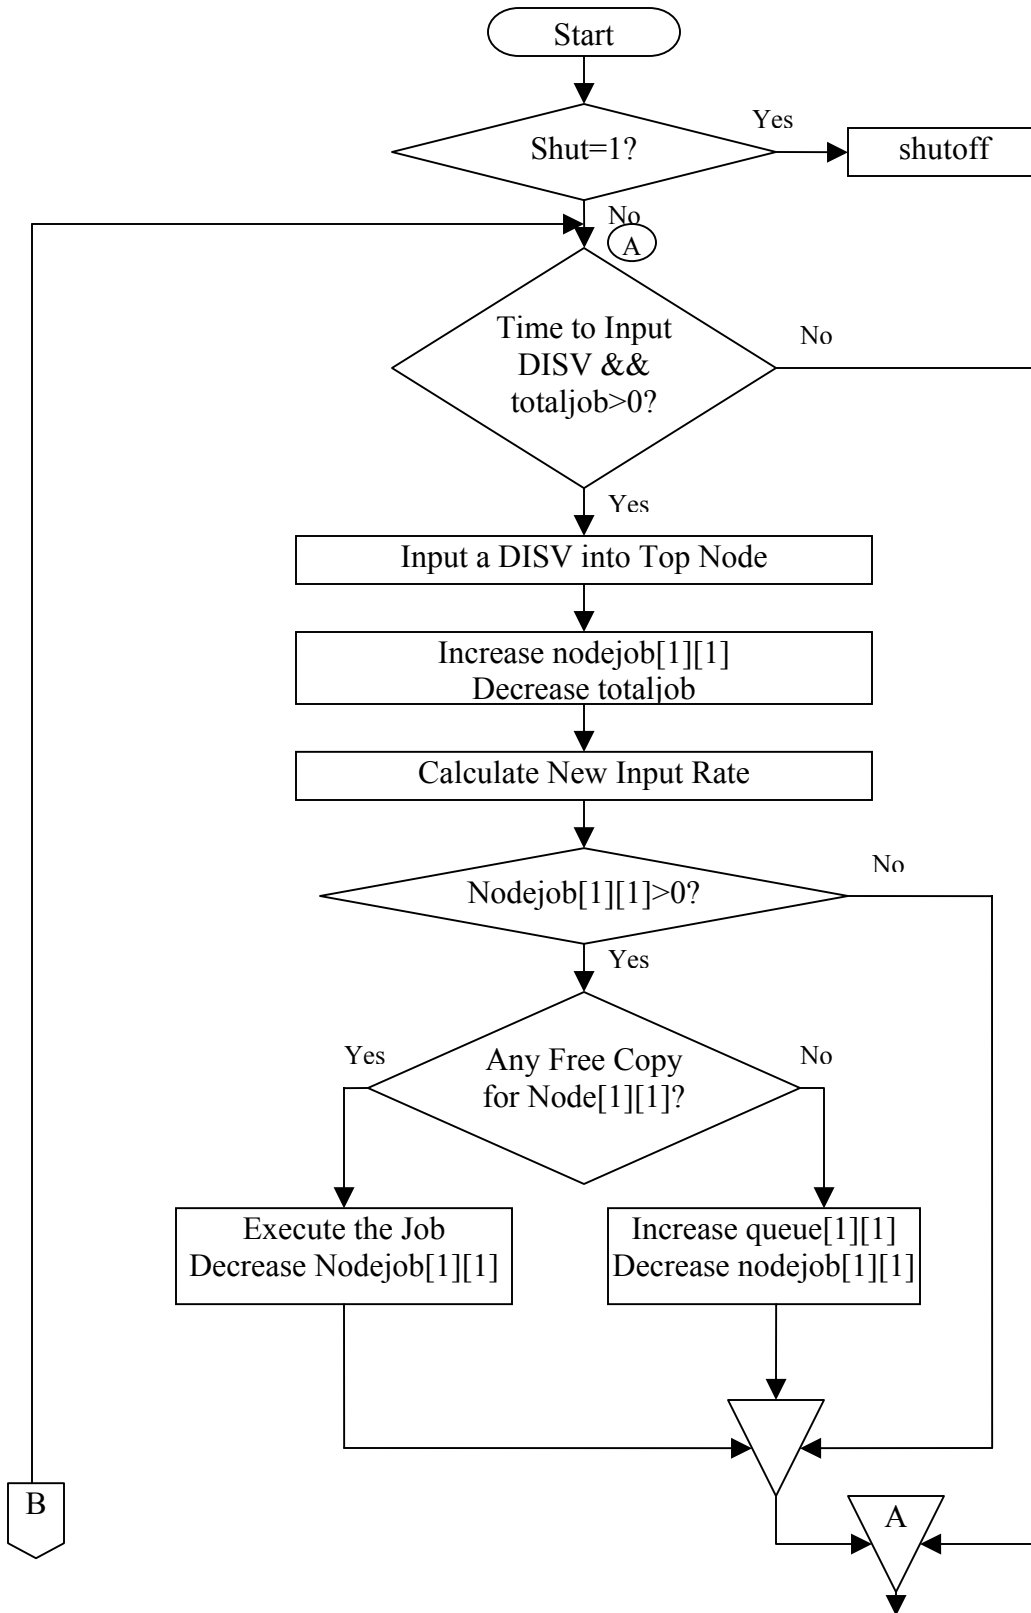 Start
Shut=1?
Yes
shutoff
No
A
Time to Input
DISV &&
totaljob>0?
No
Yes
Input a DISV into Top Node
Increase nodejob[1][1]
Decrease totaljob
Calculate New Input Rate
Nodejob[1][1]>0?
No
Yes
Any Free Copy
for Node[1][1]?
Yes
No
Execute the Job
Decrease Nodejob[1][1]
Increase queue[1][1]
Decrease nodejob[1][1]
B
A